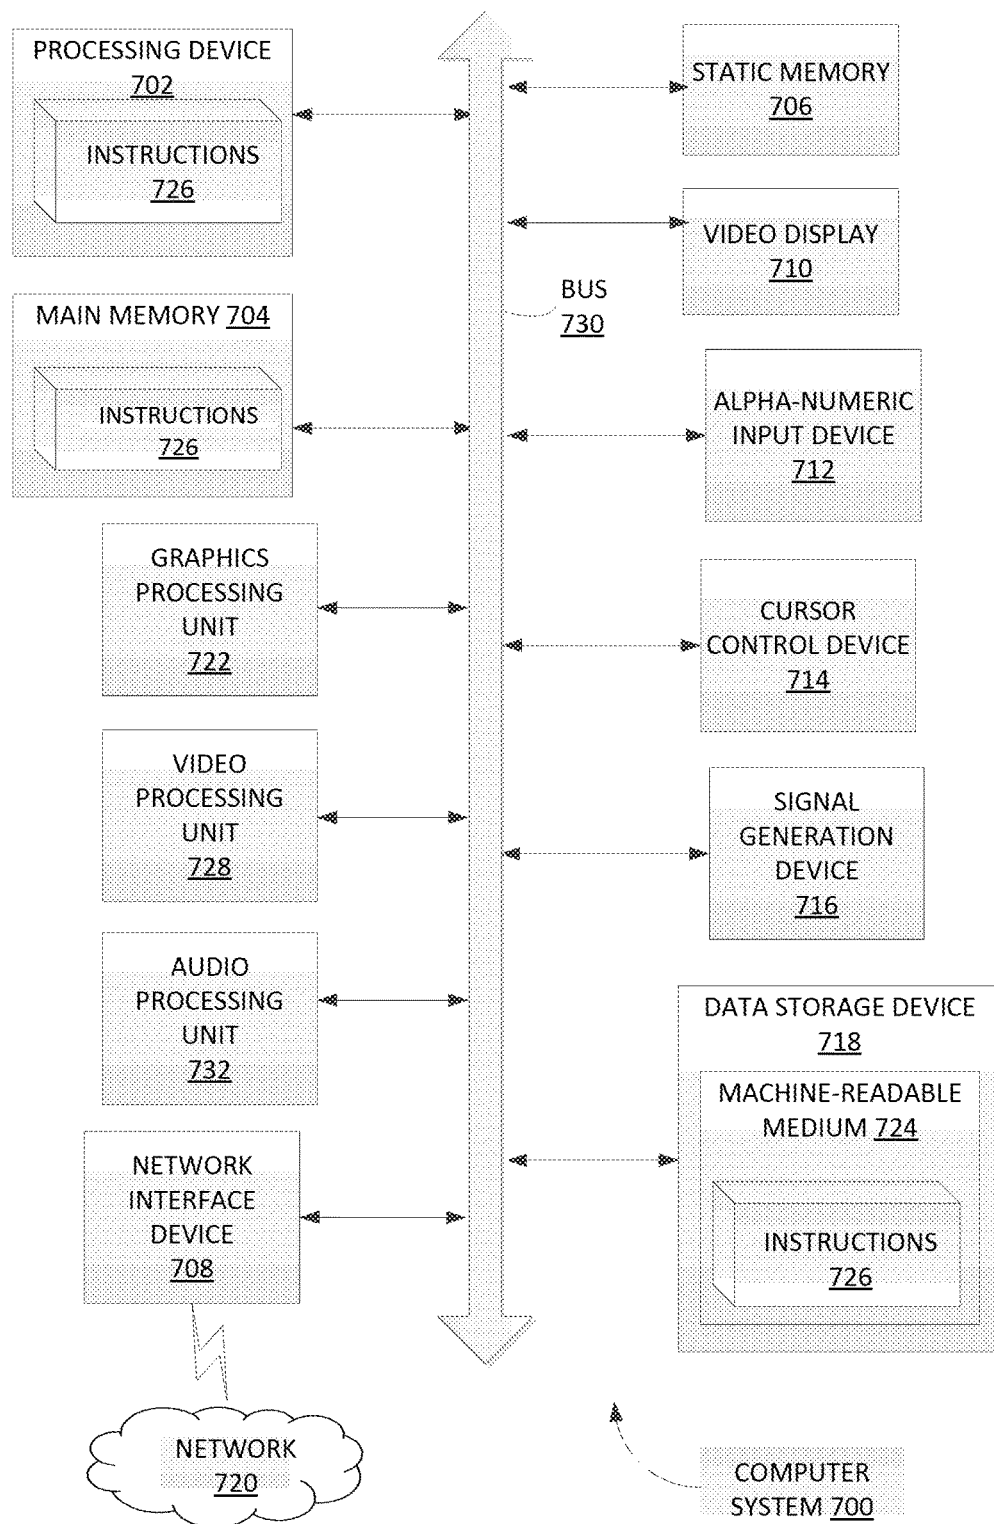 PROCESSING DEVICE
702
INSTRUCTIONS
726
MAIN MEMORY 704
INSTRUCTIONS
726
GRAPHICS
PROCESSING
UNIT
722
VIDEO
PROCESSING
UNIT
728
AUDIO
PROCESSING
UNIT
732
NETWORK
INTERFACE
DEVICE
708
NETWORK
720
BUS
730
STATIC MEMORY
706
VIDEO DISPLAY
710
ALPHA-NUMERIC
INPUT DEVICE
712
CURSOR
CONTROL DEVICE
714
SIGNAL
GENERATION
DEVICE
716
DATA STORAGE DEVICE
718
MACHINE-READABLE
MEDIUM 724
INSTRUCTIONS
726
COMPUTER
SYSTEM 700